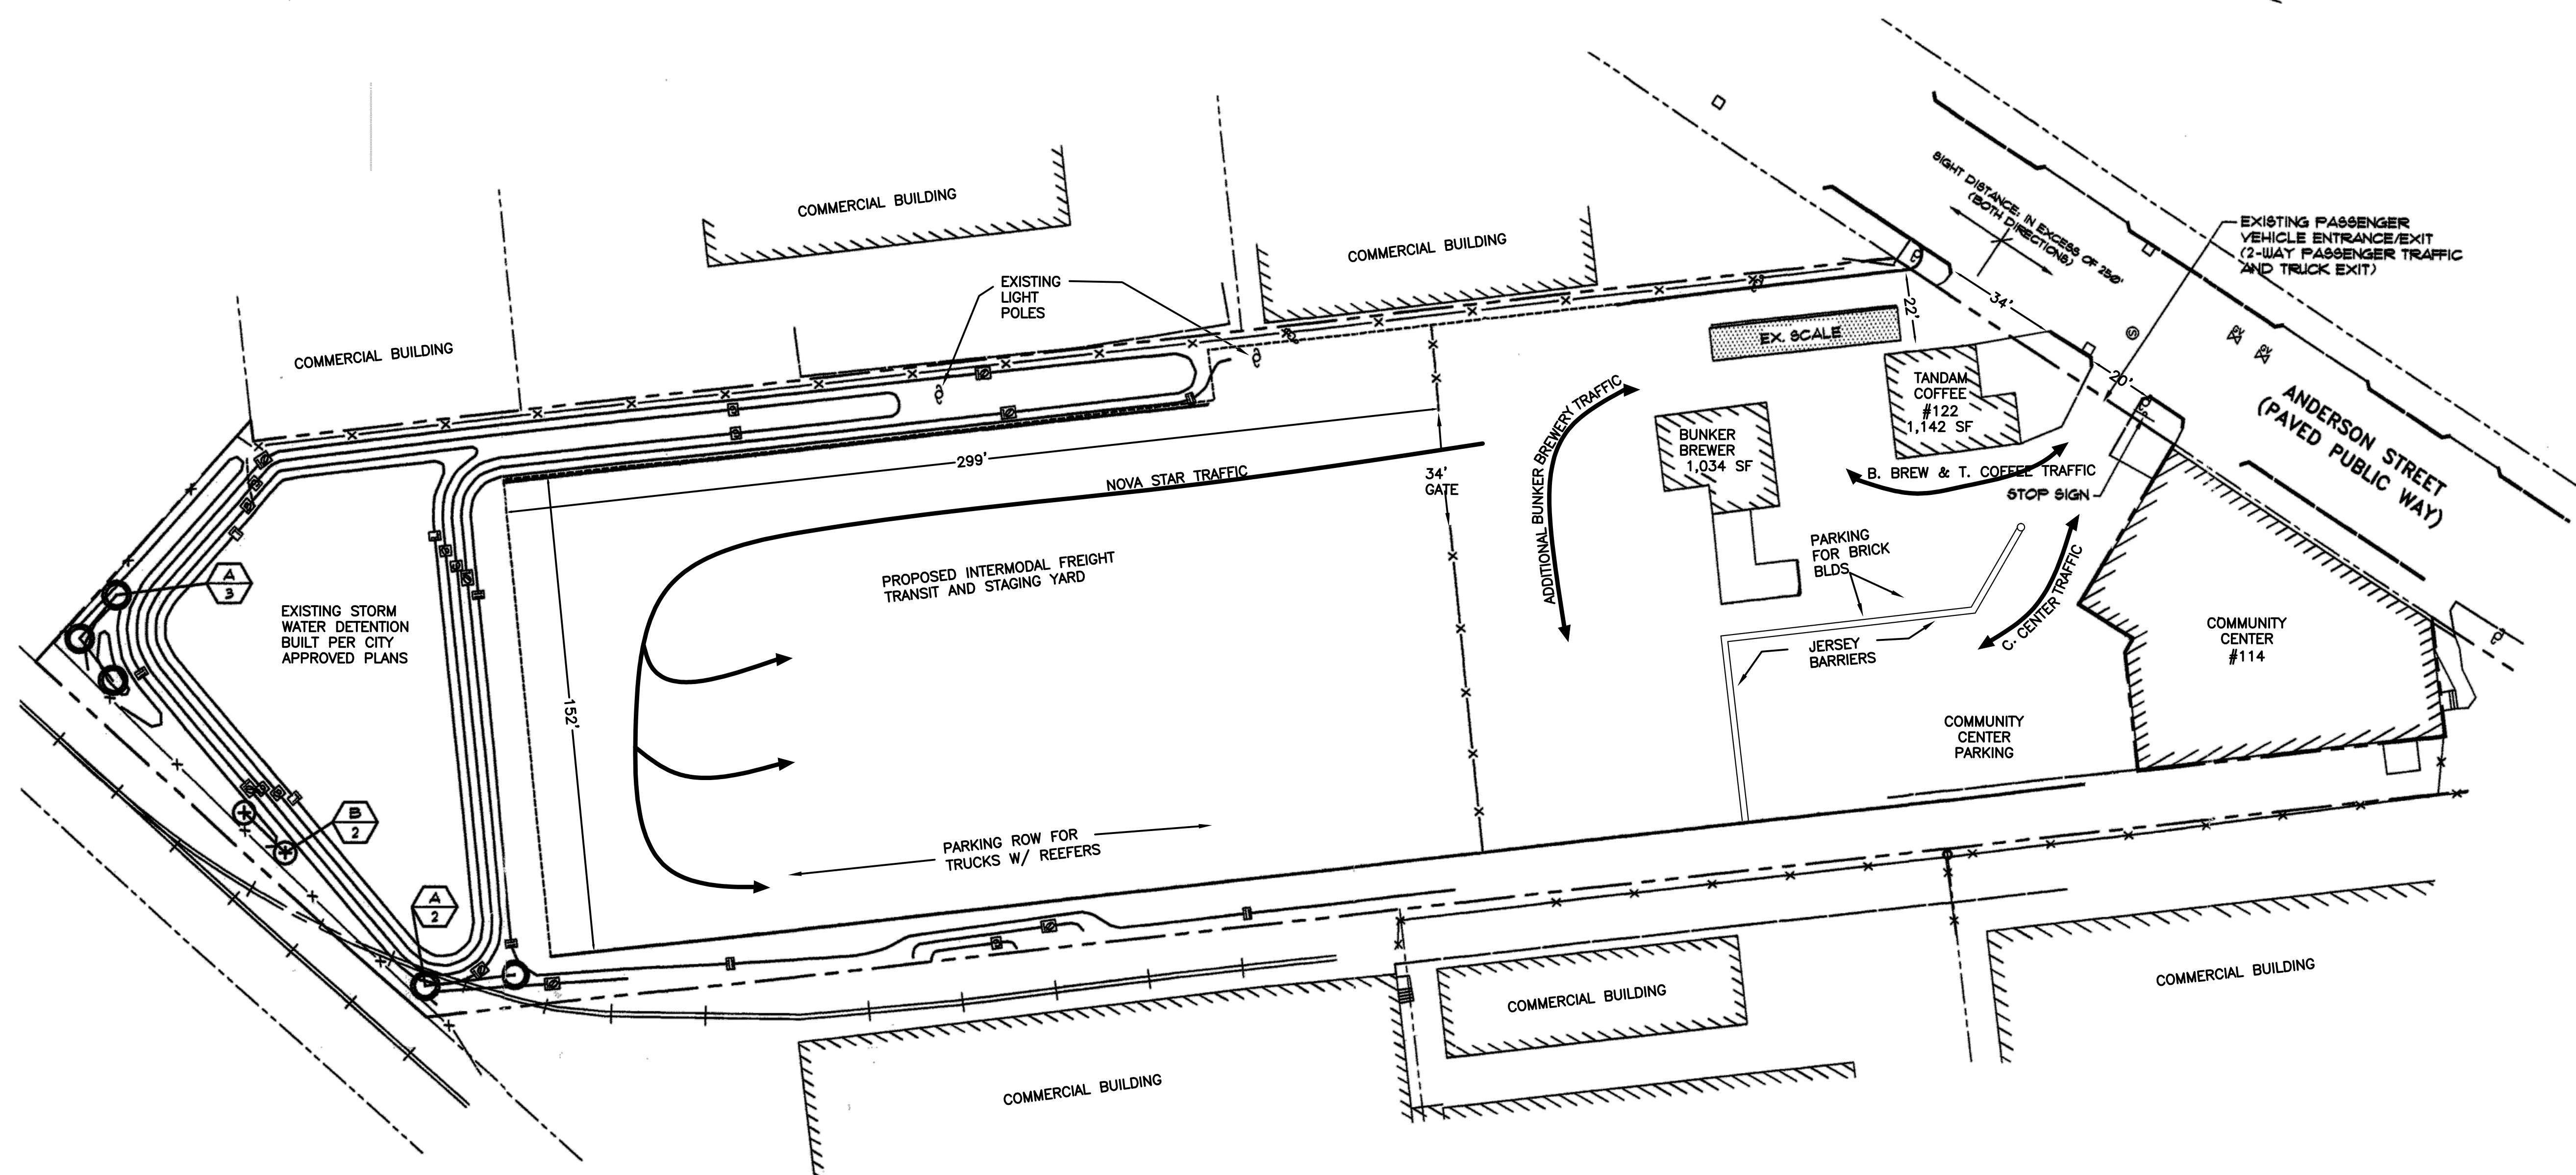 COMMERCIAL BUILDING
COMMERCIAL BUILDING
COMMERCIAL BUILDING
EXISTING
LIGHT
POLES
SIGHT DISTANCE: IN EXCESS OF 250'
(BOTH DIRECTIONS)
EXISTING PASSENGER
VEHICLE ENTRANCE/EXIT
(2-WAY PASSENGER TRAFFIC
AND TRUCK EXIT)
34'
22'
20'
S
GV
GV
ANDERSON STREET
(PAVED PUBLIC WAY)
EX. SCALE
TANDAM
COFFEE
#122
1,142 SF
BUNKER
BREWER
1,034 SF
ADDITIONAL BUNKER BREWERY TRAFFIC
B. BREW & T. COFFEE TRAFFIC
STOP SIGN
299'
NOVA STAR TRAFFIC
34'
GATE
PROPOSED INTERMODAL FREIGHT
TRANSIT AND STAGING YARD
PARKING
FOR BRICK
BLDS
C. CENTER TRAFFIC
JERSEY
BARRIERS
COMMUNITY
CENTER
#114
COMMUNITY
CENTER
PARKING
A
3
EXISTING STORM
WATER DETENTION
BUILT PER CITY
APPROVED PLANS
152'
B
2
A
2
PARKING ROW FOR
TRUCKS W/ REEFERS
COMMERCIAL BUILDING
COMMERCIAL BUILDING
COMMERCIAL BUILDING